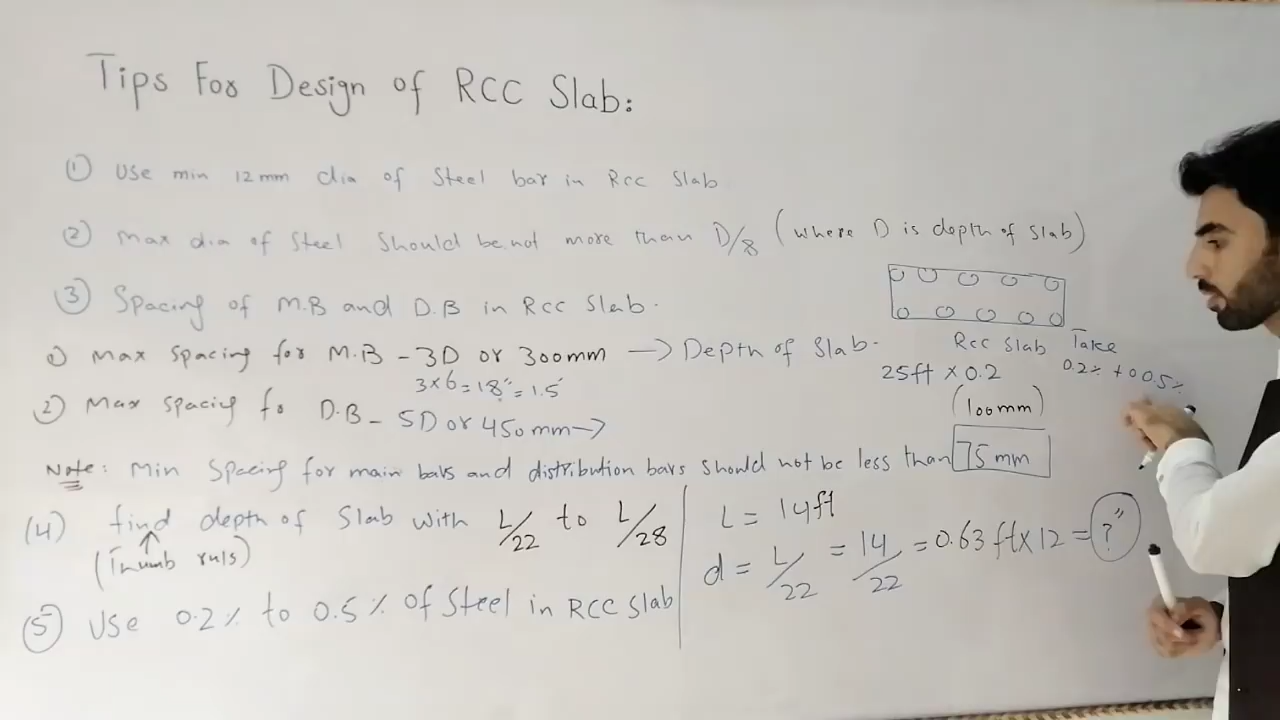 Tips For Design of RCC Slab:
① Use min 12mm dia of Steel bar in Rcc Slab
② Max dia of Steel Should be not more than D/8 (where D is depth of slab)
③ Spacing of M.B and D.B in Rcc Slab.
1) Max spacing for M.B - 3D or 300mm → Depth of Slab.
3×6=18"=1.5'
2) Max spacing fo D.B - 5D or 450mm→
Rcc Slab
Take
0.2% to 0.5%
25ft × 0.2
(100mm)
Note: Min Spacing for main bars and distribution bars should not be less than 75 mm
(4) find depth of Slab with L/22 to L/28
(Thumb ruls)
⑤ Use 0.2% to 0.5% of Steel in RCC Slab
L = 14ft
d = L/22 = 14/22 = 0.63 ft×12 = ?"